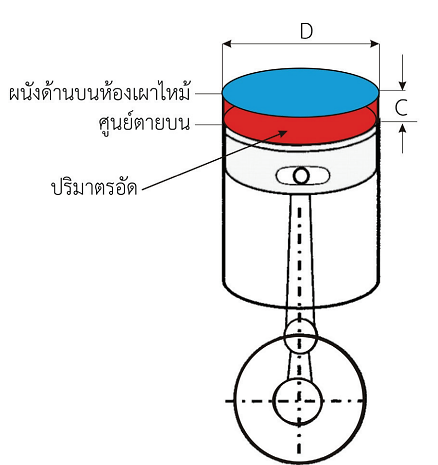 D
ผนังด้านบนห้องเผาไหม้
C
ศูนย์ตายบน
ปริมาตรอัด